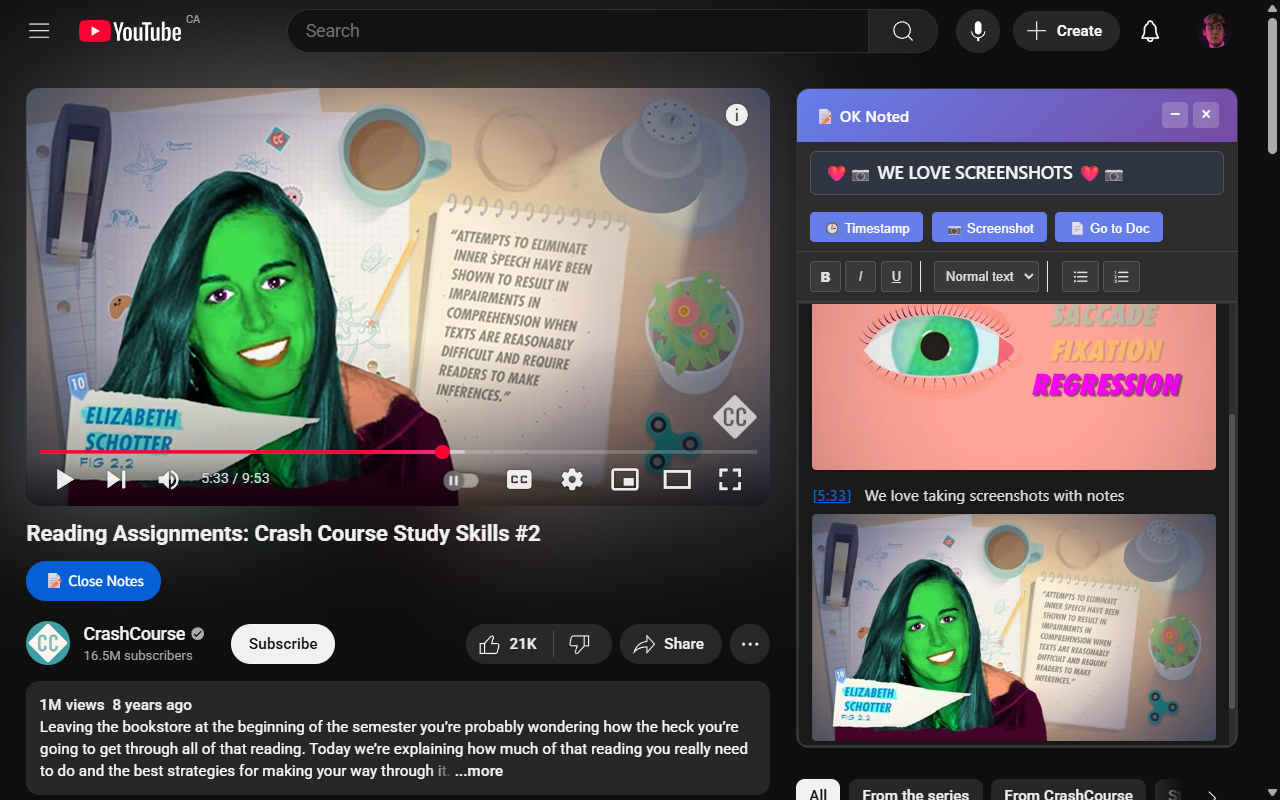 YouTube CA
Search
Create
“ATTEMPTS TO ELIMINATE
INNER SPEECH HAVE BEEN
SHOWN TO RESULT IN
IMPAIRMENTS IN
COMPREHENSION WHEN
TEXTS ARE REASONABLY
DIFFICULT AND REQUIRE
READERS TO MAKE
INFERENCES.”
10
ELIZABETH
SCHOTTER
FIG 2.2
CC
CC
5:33 / 9:53
CC
Reading Assignments: Crash Course Study Skills #2
Close Notes
CC
CrashCourse
16.5M subscribers
Subscribe
21K
Share
1M views 8 years ago
Leaving the bookstore at the beginning of the semester you’re probably wondering how the heck you’re
going to get through all of that reading. Today we’re explaining how much of that reading you really need
to do and the best strategies for making your way through it. ...more
OK Noted
WE LOVE SCREENSHOTS
Timestamp Screenshot Go to Doc
B I U Normal text
SACCADE
FIXATION
REGRESSION
[5:33] We love taking screenshots with notes
“ATTEMPTS TO ELIMINATE
INNER SPEECH HAVE BEEN
SHOWN TO RESULT IN
IMPAIRMENTS IN
COMPREHENSION WHEN
TEXTS ARE REASONABLY
DIFFICULT AND REQUIRE
READERS TO MAKE
INFERENCES.”
10
ELIZABETH
SCHOTTER
FIG 2.2
All From the series From CrashCourse